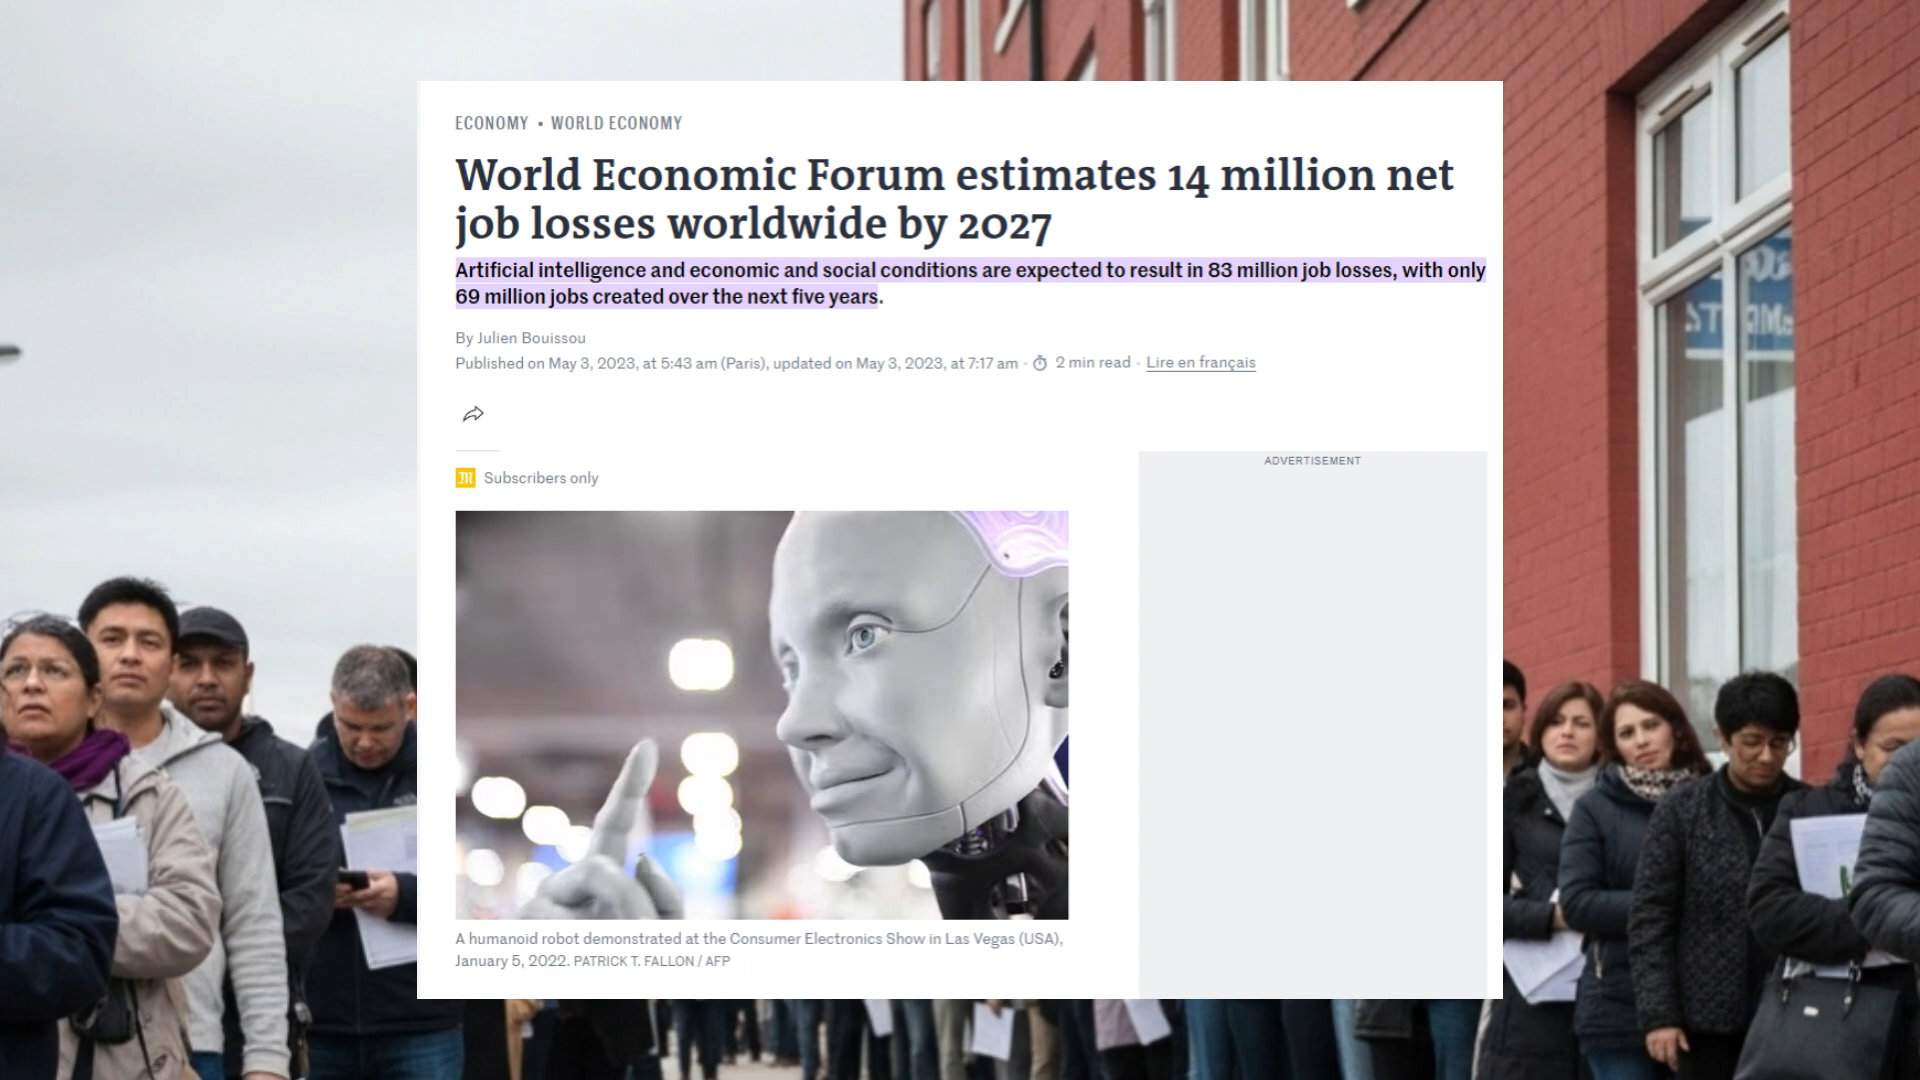 ECONOMY • WORLD ECONOMY
World Economic Forum estimates 14 million net
job losses worldwide by 2027
Artificial intelligence and economic and social conditions are expected to result in 83 million job losses, with only
69 million jobs created over the next five years.
By Julien Bouissou
Published on May 3, 2023, at 5:43 am (Paris), updated on May 3, 2023, at 7:17 am · 2 min read · Lire en français
ADVERTISEMENT
M Subscribers only
A humanoid robot demonstrated at the Consumer Electronics Show in Las Vegas (USA),
January 5, 2022. PATRICK T. FALLON / AFP